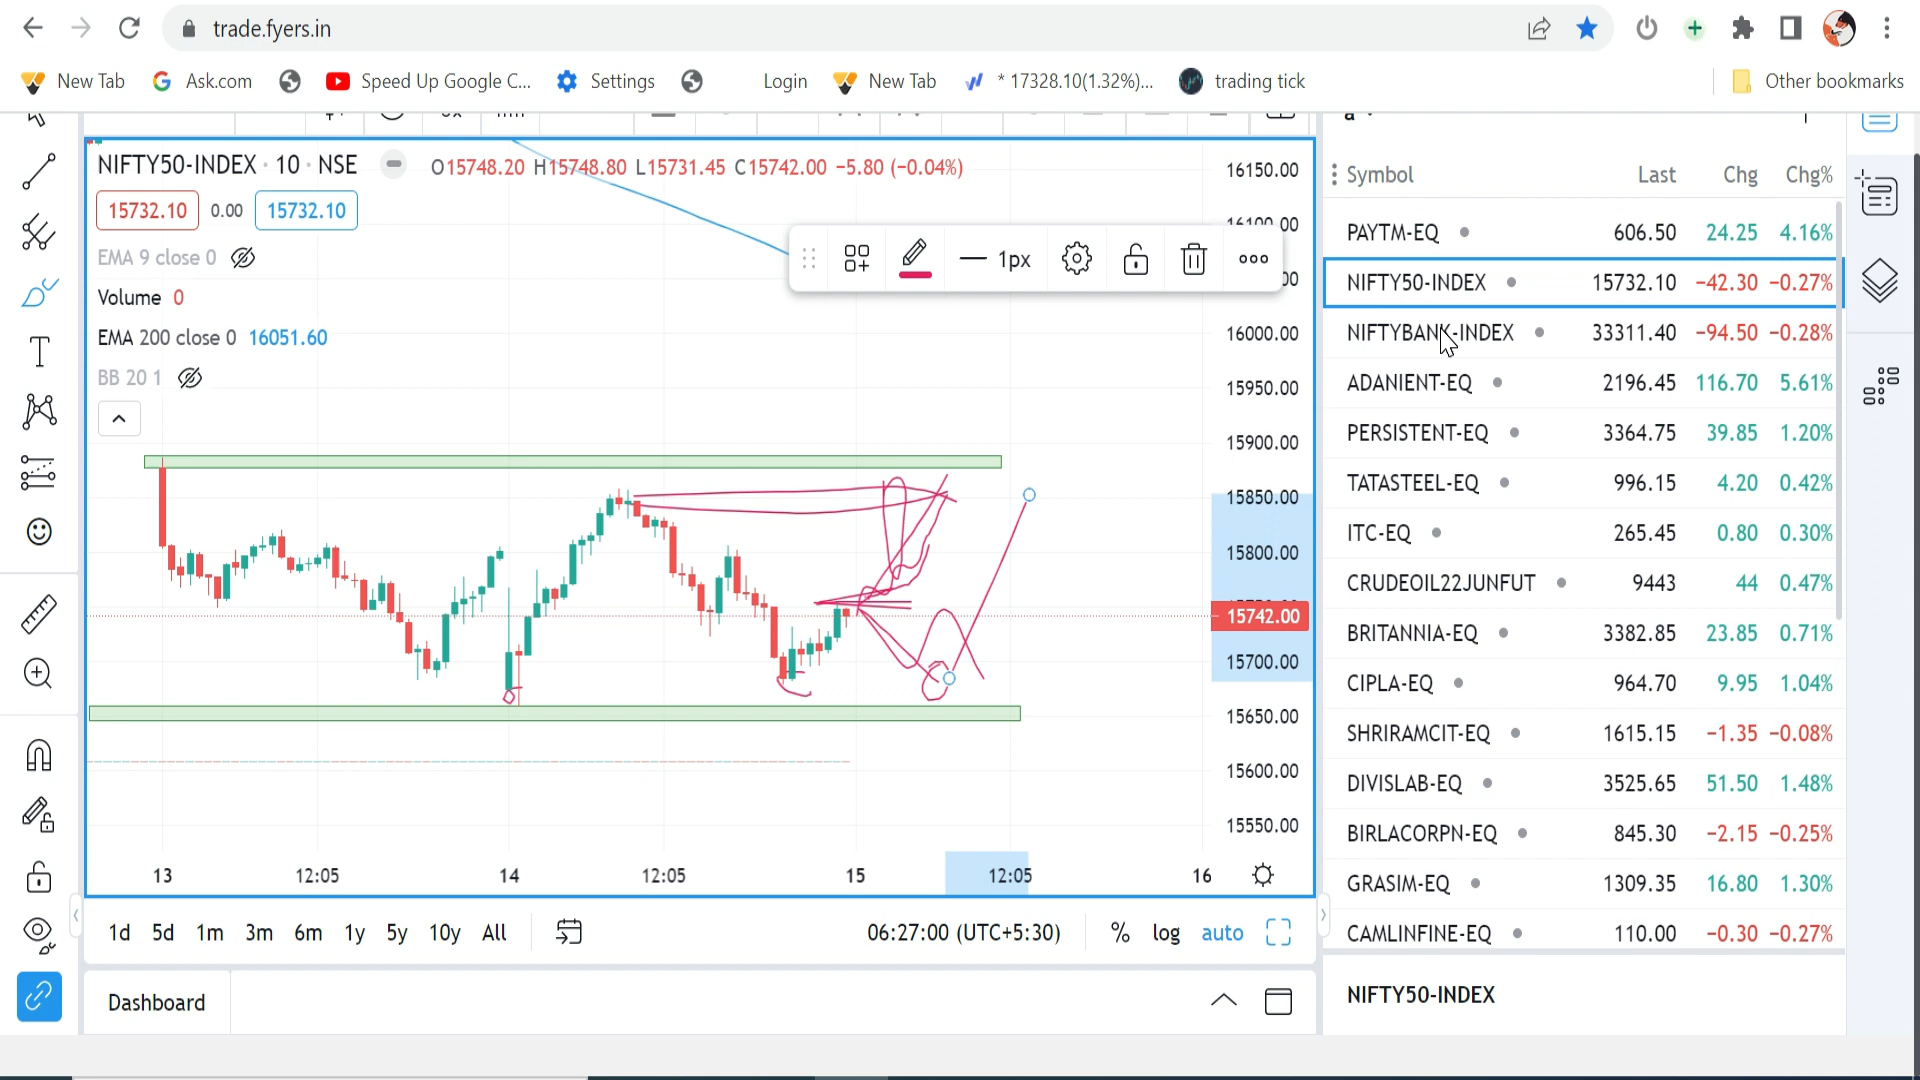 trade.fyers.in
New Tab Ask.com Speed Up Google C... Settings Login New Tab * 17328.10(1.32%)... trading tick Other bookmarks
NIFTY50-INDEX · 10 · NSE O15748.20 H15748.80 L15731.45 C15742.00 −5.80 (−0.04%)
15732.10 0.00 15732.10
EMA 9 close 0
Volume 0
EMA 200 close 0 16051.60
BB 20 1
1px
16150.00
16000.00
15950.00
15900.00
15850.00
15800.00
15742.00
15700.00
15650.00
15600.00
15550.00
13 12:05 14 12:05 15 12:05 16
1d 5d 1m 3m 6m 1y 5y 10y All 06:27:00 (UTC+5:30) % log auto
Dashboard
Symbol Last Chg Chg%
PAYTM-EQ 606.50 24.25 4.16%
NIFTY50-INDEX 15732.10 −42.30 −0.27%
NIFTYBANK-INDEX 33311.40 −94.50 −0.28%
ADANIENT-EQ 2196.45 116.70 5.61%
PERSISTENT-EQ 3364.75 39.85 1.20%
TATASTEEL-EQ 996.15 4.20 0.42%
ITC-EQ 265.45 0.80 0.30%
CRUDEOIL22JUNFUT 9443 44 0.47%
BRITANNIA-EQ 3382.85 23.85 0.71%
CIPLA-EQ 964.70 9.95 1.04%
SHRIRAMCIT-EQ 1615.15 −1.35 −0.08%
DIVISLAB-EQ 3525.65 51.50 1.48%
BIRLACORPN-EQ 845.30 −2.15 −0.25%
GRASIM-EQ 1309.35 16.80 1.30%
CAMLINFINE-EQ 110.00 −0.30 −0.27%
NIFTY50-INDEX